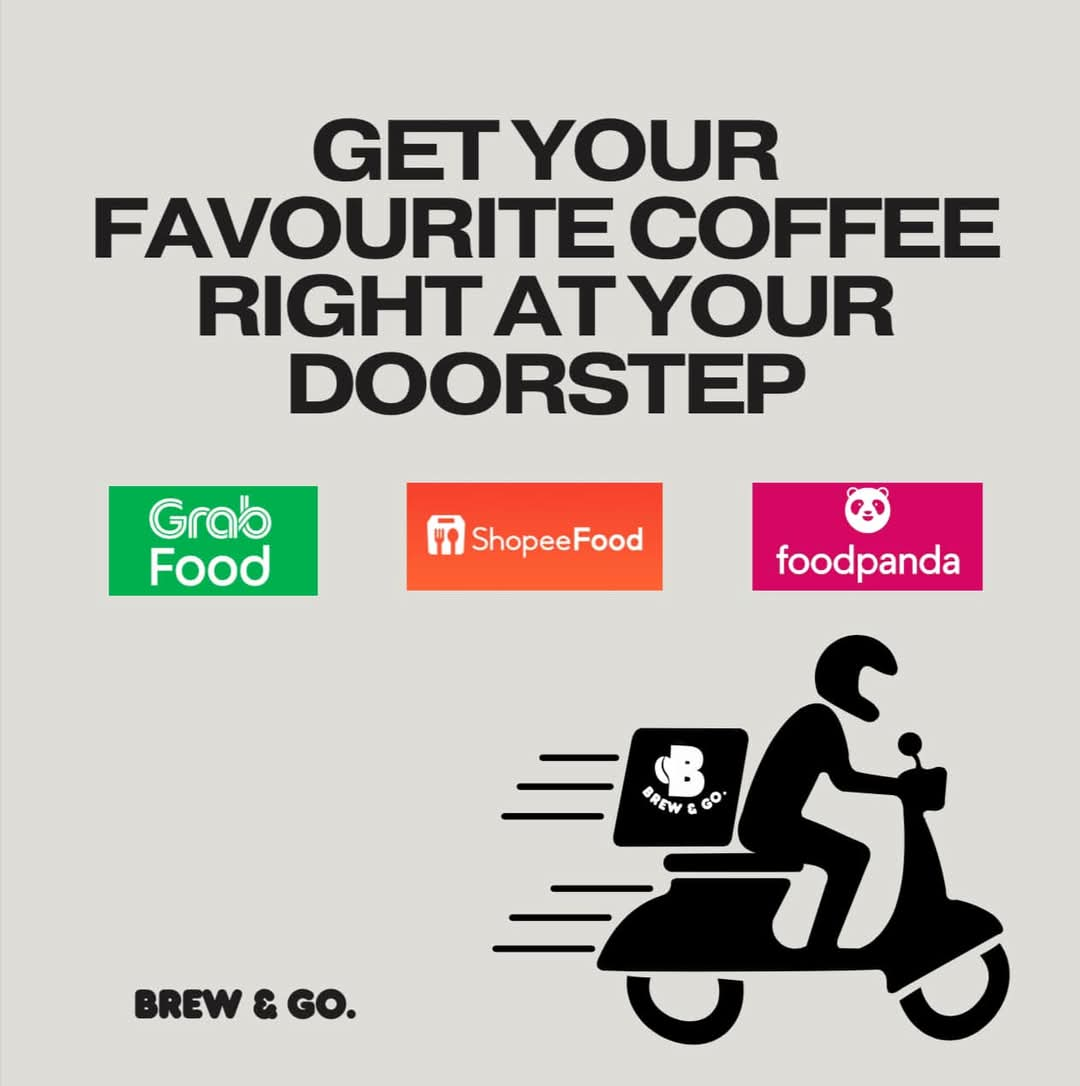 GET YOUR
FAVOURITE COFFEE
RIGHT AT YOUR
DOORSTEP
Grab
Food
ShopeeFood
foodpanda
B
BREW & GO.
BREW & GO.